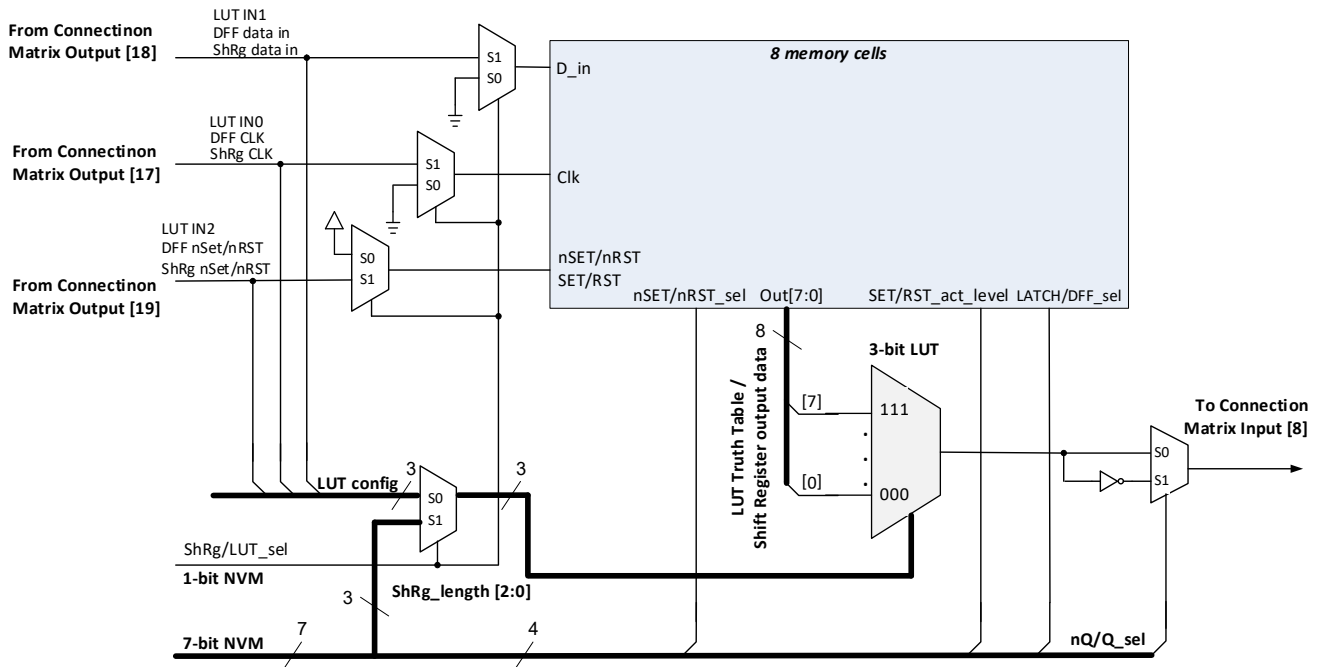 From Connectinon
Matrix Output [18]
LUT IN1
DFF data in
ShRg data in
S1
S0
D_in
8 memory cells
From Connectinon
Matrix Output [17]
LUT IN0
DFF CLK
ShRg CLK
S1
S0
Clk
From Connectinon
Matrix Output [19]
LUT IN2
DFF nSet/nRST
ShRg nSet/nRST
S0
S1
nSET/nRST
SET/RST
nSET/nRST_sel
Out[7:0]
SET/RST_act_level
LATCH/DFF_sel
8
LUT Truth Table /
Shift Register output data
3-bit LUT
[7]
111
[0]
000
To Connection
Matrix Input [8]
S0
S1
LUT config
3
S0
S1
3
ShRg/LUT_sel
1-bit NVM
ShRg_length [2:0]
3
7-bit NVM
7
4
nQ/Q_sel